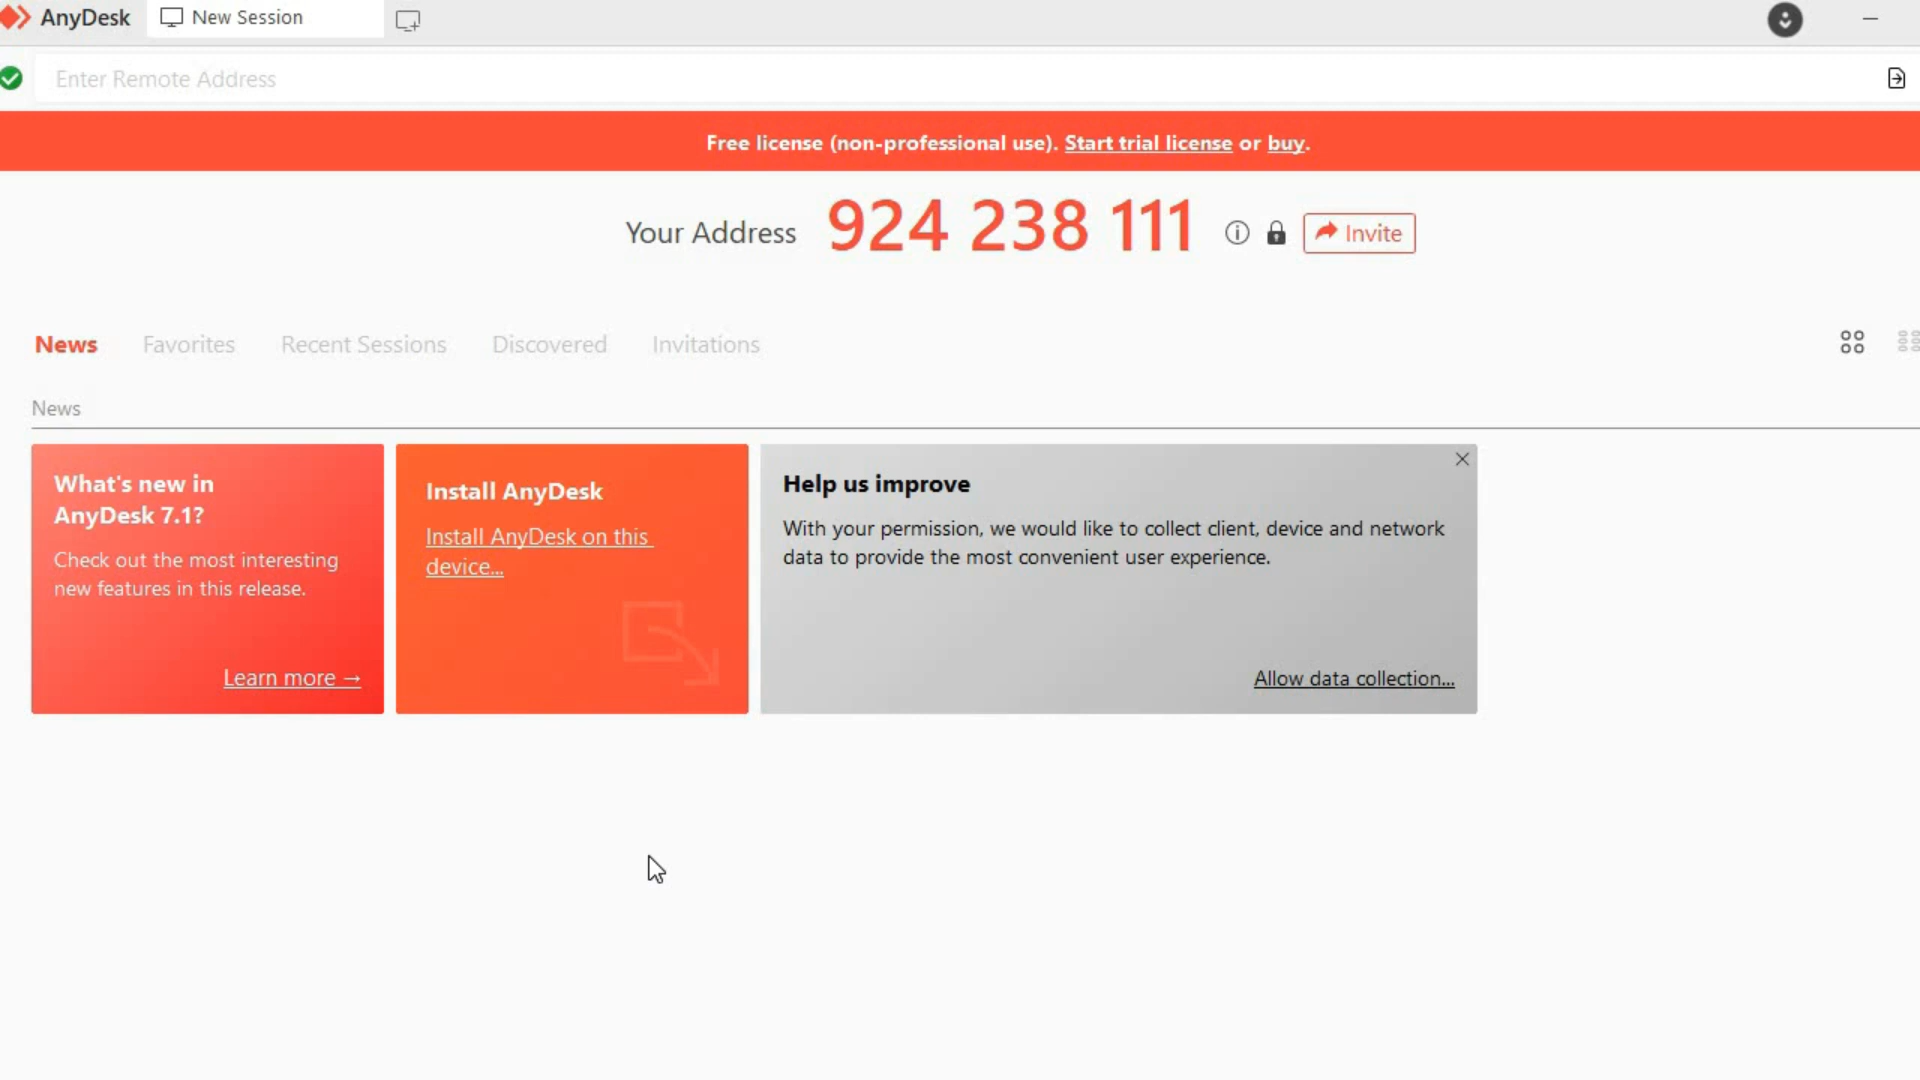 AnyDesk
New Session
Enter Remote Address
Free license (non-professional use). Start trial license or buy.
Your Address 924 238 111 Invite
News Favorites Recent Sessions Discovered Invitations
News
What's new in
AnyDesk 7.1?
Check out the most interesting
new features in this release.
Learn more →
Install AnyDesk
Install AnyDesk on this
device...
Help us improve
With your permission, we would like to collect client, device and network
data to provide the most convenient user experience.
Allow data collection...